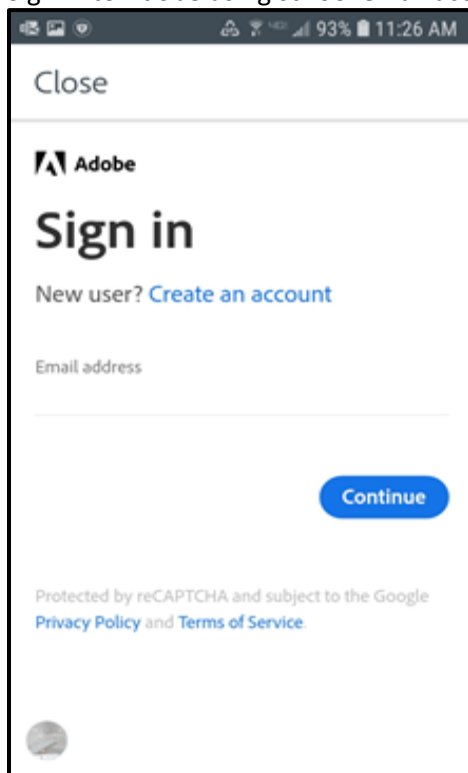 93% 11:26 AM
Close
Adobe
Sign in
New user? Create an account
Email address
Continue
Protected by reCAPTCHA and subject to the Google
Privacy Policy and Terms of Service.